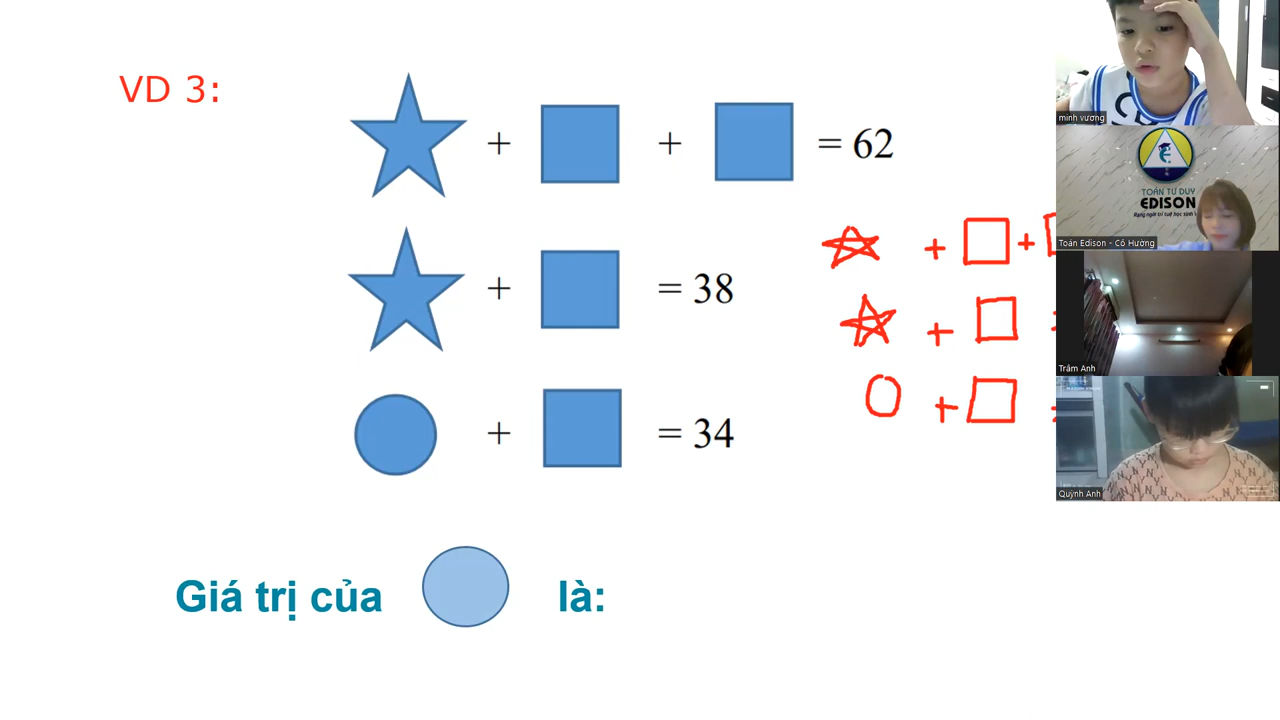 VD 3:
+ + = 62
+ = 38
+ = 34
+ +
+
+
Giá trị của là:
minh vương
TOÁN TƯ DUY
EDISON
Toán Edison - Cô Hường
Trâm Anh
Quỳnh Anh